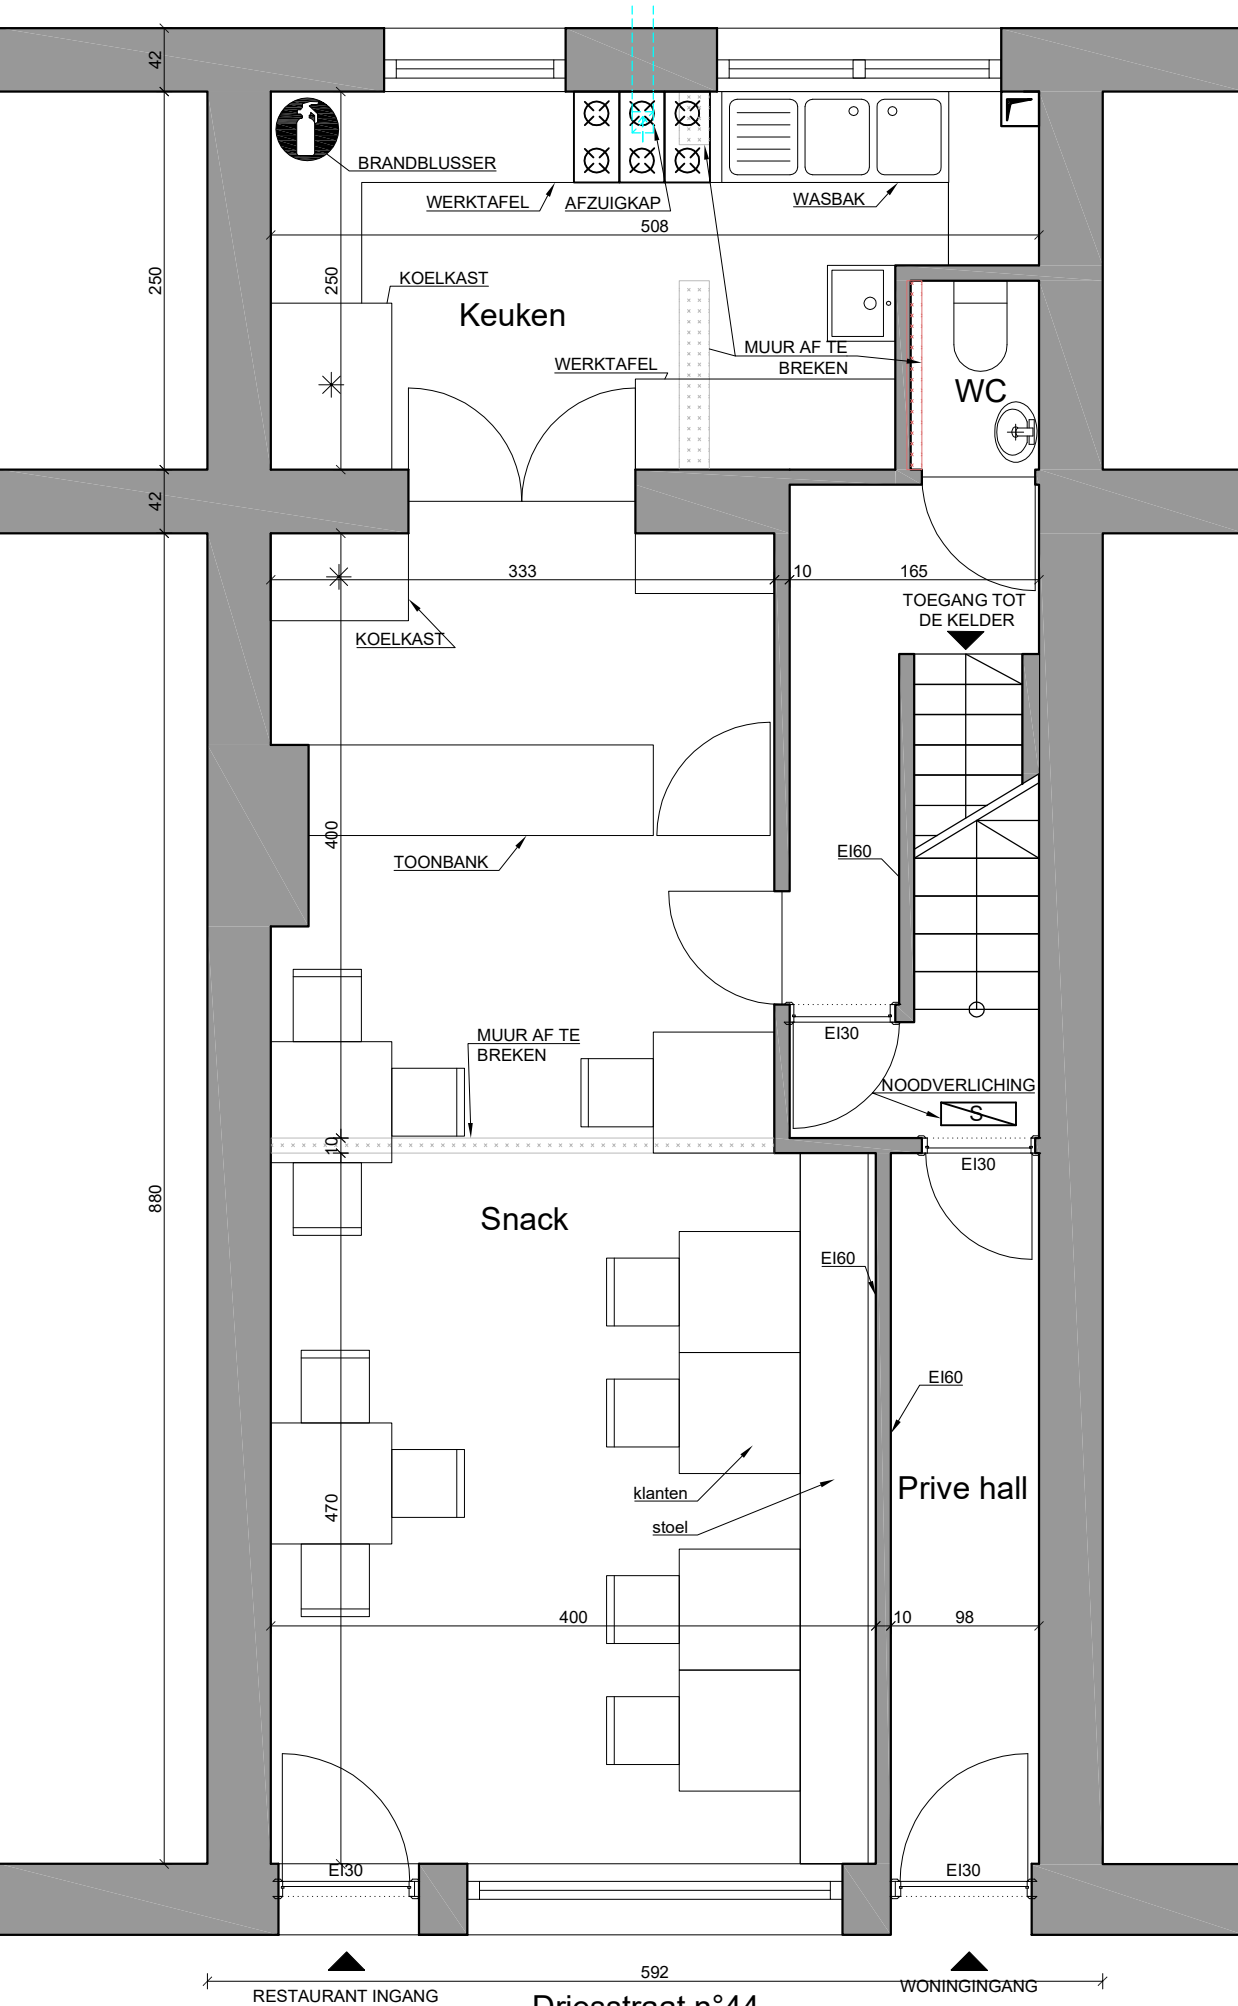 42
BRANDBLUSSER
WERKTAFEL
AFZUIGKAP
WASBAK
508
250
250
KOELKAST
Keuken
MUUR AF TE
BREKEN
WERKTAFEL
WC
42
333
10
165
TOEGANG TOT
DE KELDER
KOELKAST
400
TOONBANK
EI60
EI30
MUUR AF TE
BREKEN
NOODVERLICHING
S
10
EI30
880
Snack
EI60
EI60
klanten
stoel
Prive hall
470
400
10
98
EI30
EI30
592
RESTAURANT INGANG
WONINGINGANG
Driesstraat n°44